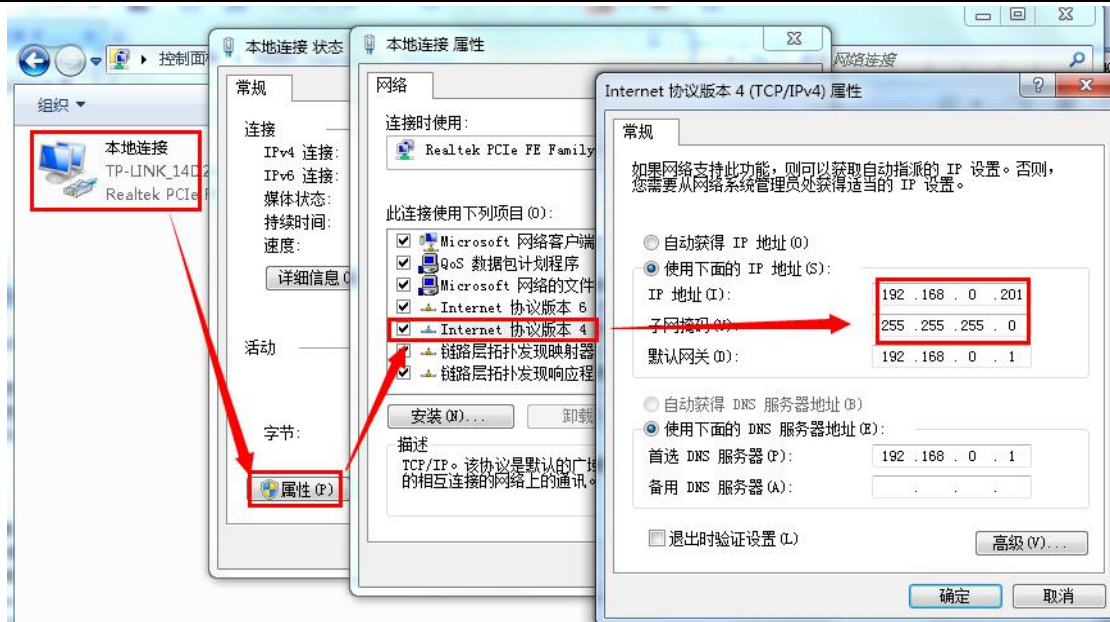 控制面
网络连接
组织
本地连接
TP-LINK_14D2
Realtek PCIe F
本地连接 状态
常规
连接
IPv4 连接:
IPv6 连接:
媒体状态:
持续时间:
速度:
详细信息(
活动
字节:
属性(P)
本地连接 属性
网络
连接时使用:
Realtek PCIe FE Family
此连接使用下列项目(O):
Microsoft 网络客户端
QoS 数据包计划程序
Microsoft 网络的文件
Internet 协议版本 6
Internet 协议版本 4
链路层拓扑发现映射器
链路层拓扑发现响应程
安装(N)...
卸载
描述
TCP/IP。该协议是默认的广域
的相互连接的网络上的通讯。
Internet 协议版本 4 (TCP/IPv4) 属性
常规
如果网络支持此功能，则可以获取自动指派的 IP 设置。否则，
您需要从网络系统管理员处获得适当的 IP 设置。
自动获得 IP 地址(O)
使用下面的 IP 地址(S):
IP 地址(I): 192 .168 . 0 .201
子网掩码(U): 255 .255 .255 . 0
默认网关(D): 192 .168 . 0 . 1
自动获得 DNS 服务器地址(B)
使用下面的 DNS 服务器地址(E):
首选 DNS 服务器(P): 192 .168 . 0 . 1
备用 DNS 服务器(A): . . .
退出时验证设置(L)
高级(V)...
确定
取消